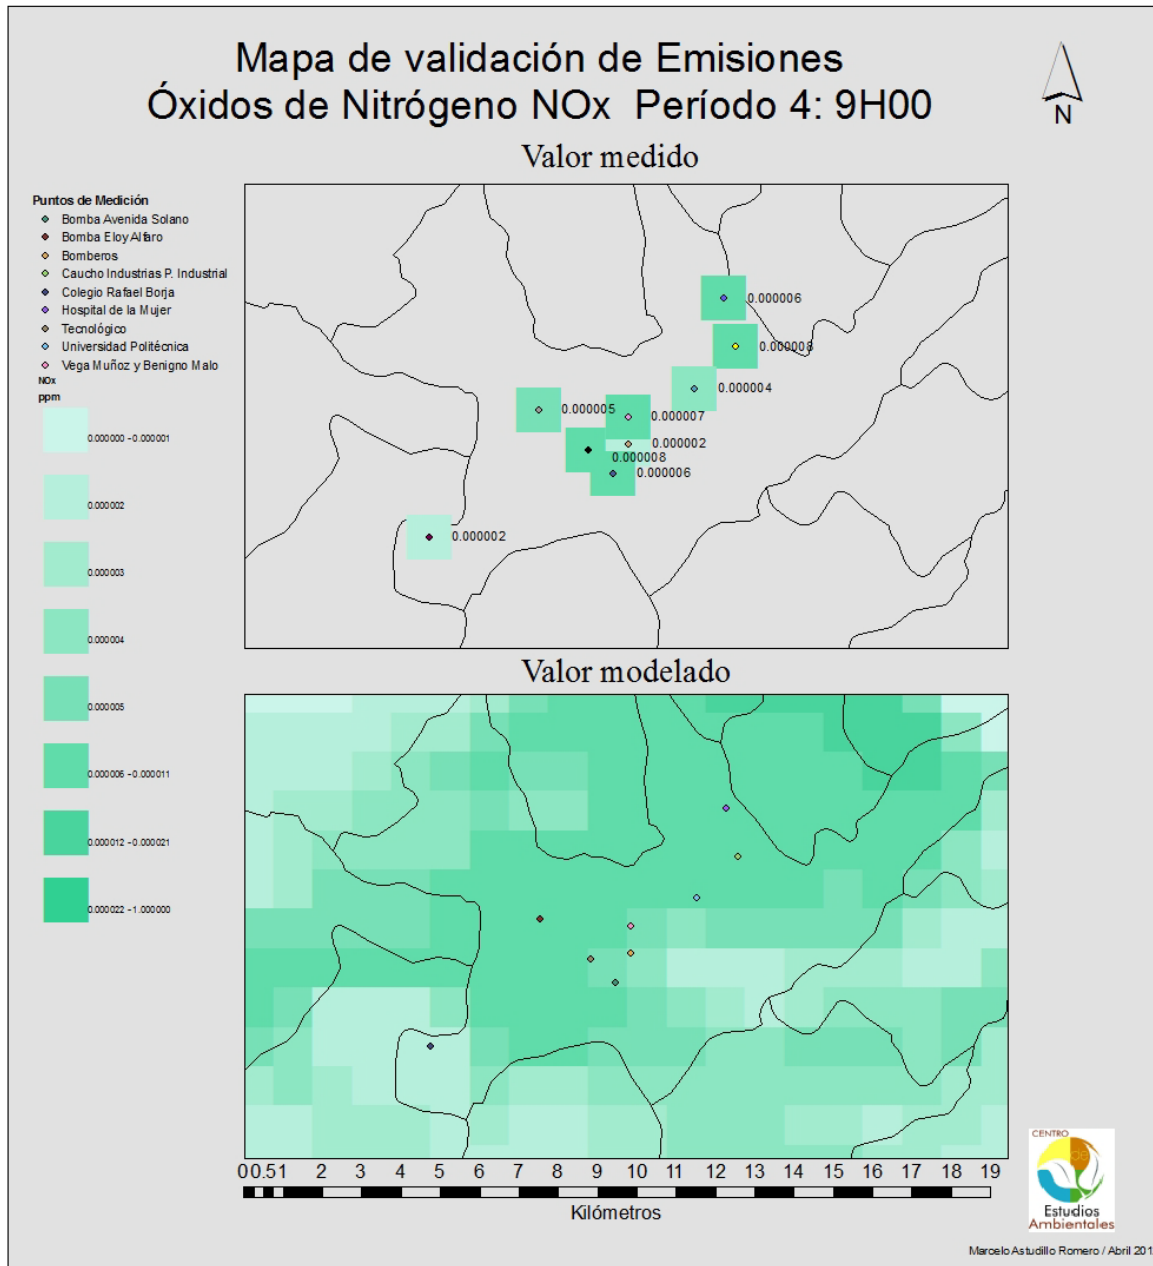 Mapa de validación de Emisiones
Óxidos de Nitrógeno NOx Período 4: 9H00
N
Valor medido
Puntos de Medición
Bomba Avenida Solano
Bomba Eloy Alfaro
Bomberos
Caucho Industrias P. Industrial
Colegio Rafael Borja
Hospital de la Mujer
Tecnológico
Universidad Politécnica
Vega Muñoz y Benigno Malo
NOx
ppm
0.000000 - 0.000001
0.000002
0.000003
0.000004
0.000005
0.000006 - 0.000011
0.000012 - 0.000021
0.000022 - 1.000000
0.000006
0.000008
0.000004
0.000005
0.000007
0.000002
0.000008
0.000006
0.000002
Valor modelado
0 0.5 1 2 3 4 5 6 7 8 9 10 11 12 13 14 15 16 17 18 19
Kilómetros
CENTRO
DE
Estudios
Ambientales
Marcelo Astudillo Romero / Abril 201